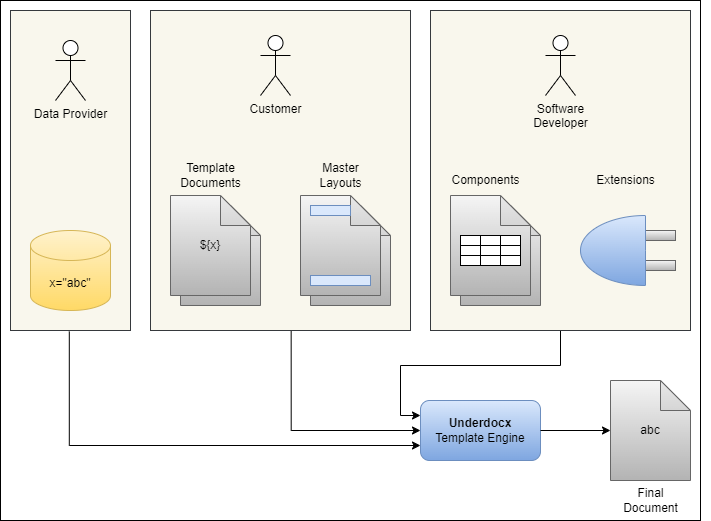 Data Provider
Customer
Software
Developer
Template
Documents
Master
Layouts
Components
Extensions
${x}
x="abc"
Underdocx
Template Engine
abc
Final
Document